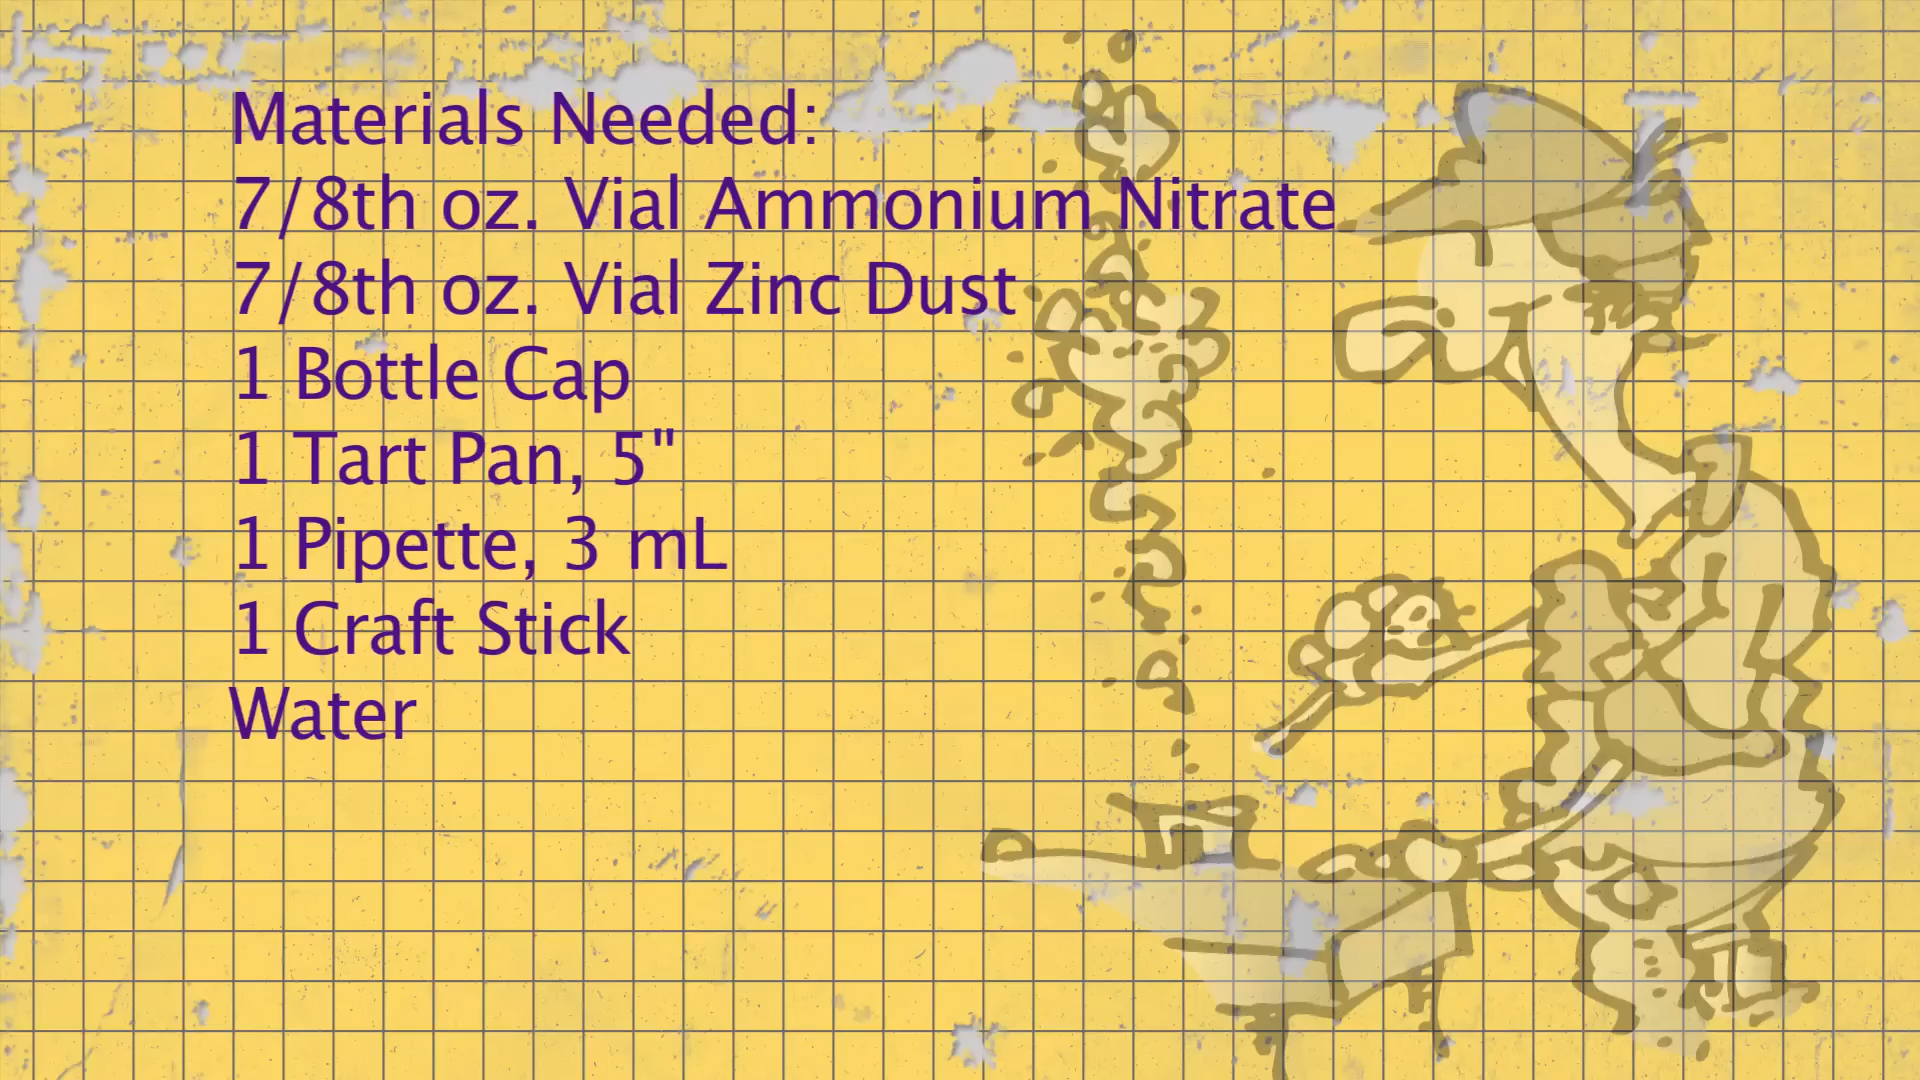 Materials Needed:
7/8th oz. Vial Ammonium Nitrate
7/8th oz. Vial Zinc Dust
1 Bottle Cap
1 Tart Pan, 5"
1 Pipette, 3 mL
1 Craft Stick
Water